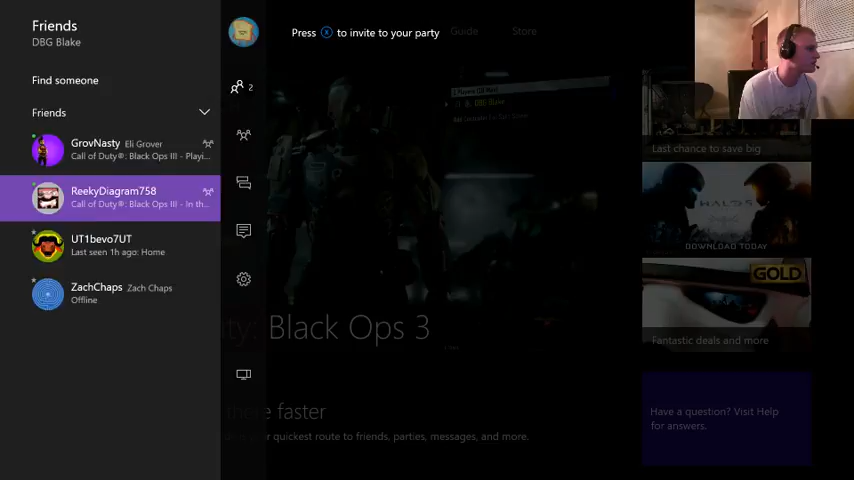 Friends
DBG Blake
Find someone
Friends
GrovNasty Eli Grover
Call of Duty®: Black Ops III - Playi...
ReekyDiagram758
Call of Duty®: Black Ops III - In th...
UT1bevo7UT
Last seen 1h ago: Home
ZachChaps Zach Chaps
Offline
2
Press X to invite to your party
Guide
Store
DBG Blake
ty: Black Ops 3
faster
quickest route to friends, parties, messages, and more.
Last chance to save big
HALO 5
DOWNLOAD TODAY
GOLD
Fantastic deals and more
Have a question? Visit Help
for answers.